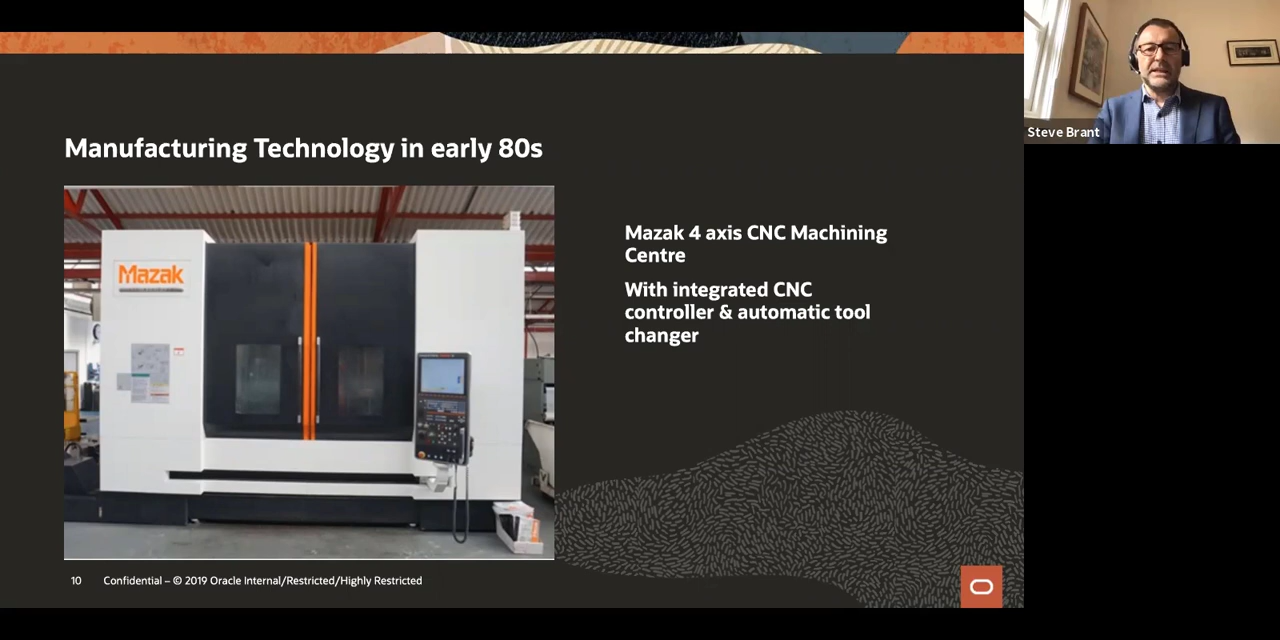 Manufacturing Technology in early 80s
Mazak
Mazak 4 axis CNC Machining
Centre
With integrated CNC
controller & automatic tool
changer
10 Confidential – © 2019 Oracle Internal/Restricted/Highly Restricted
Steve Brant